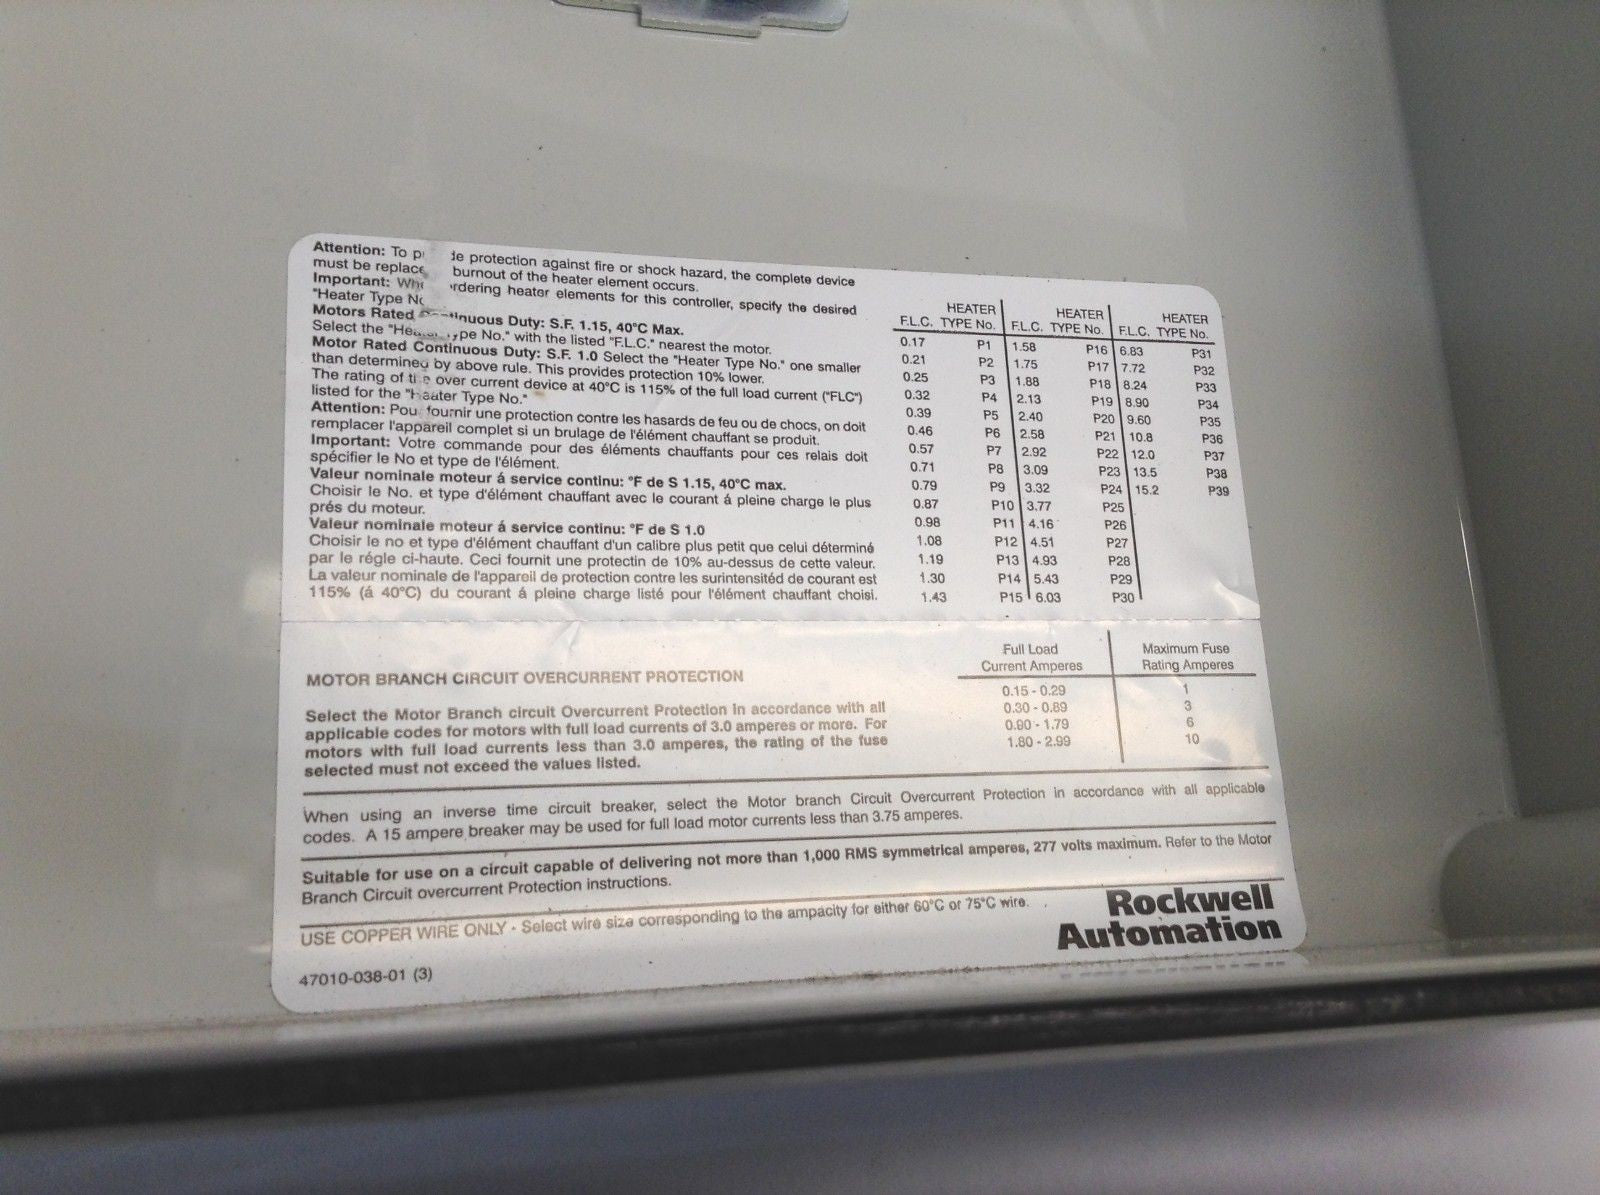 Attention: To p de protection against fire or shock hazard, the complete device
must be replace burnout of the heater element occurs.
Important: Whe rdering heater elements for this controller, specify the desired
"Heater Type No
Motors Rated Continuous Duty: S.F. 1.15, 40°C Max.
Select the "Heater Type No." with the listed "F.L.C." nearest the motor.
Motor Rated Continuous Duty: S.F. 1.0 Select the "Heater Type No." one smaller
than determined by above rule. This provides protection 10% lower.
The rating of the over current device at 40°C is 115% of the full load current ("FLC")
listed for the "Heater Type No."
Attention: Pou fournir une protection contre les hasards de feu ou de chocs, on doit
remplacer l'appareil complet si un brulage de l'élément chauffant se produit.
Important: Votre commande pour des éléments chauffants pour ces relais doit
spécifier le No et type de l'élément.
Valeur nominale moteur á service continu: °F de S 1.15, 40°C max.
Choisir le No. et type d'élément chauffant avec le courant á pleine charge le plus
prés du moteur.
Valeur nominale moteur á service continu: °F de S 1.0
Choisir le no et type d'élément chauffant d'un calibre plus petit que celui déterminé
par le régle ci-haute. Ceci fournit une protectin de 10% au-dessus de cette valeur.
La valeur nominale de l'appareil de protection contre les surintensitéd de courant est
115% (á 40°C) du courant á pleine charge listé pour l'élément chauffant choisi.
HEATER HEATER HEATER
F.L.C. TYPE No. F.L.C. TYPE No. F.L.C. TYPE No.
0.17 P1 1.58 P16 6.83 P31
0.21 P2 1.75 P17 7.72 P32
0.25 P3 1.88 P18 8.24 P33
0.32 P4 2.13 P19 8.90 P34
0.39 P5 2.40 P20 9.60 P35
0.46 P6 2.58 P21 10.8 P36
0.57 P7 2.92 P22 12.0 P37
0.71 P8 3.09 P23 13.5 P38
0.79 P9 3.32 P24 15.2 P39
0.87 P10 3.77 P25
0.98 P11 4.16 P26
1.08 P12 4.51 P27
1.19 P13 4.93 P28
1.30 P14 5.43 P29
1.43 P15 6.03 P30
MOTOR BRANCH CIRCUIT OVERCURRENT PROTECTION
Select the Motor Branch circuit Overcurrent Protection in accordance with all
applicable codes for motors with full load currents of 3.0 amperes or more. For
motors with full load currents less than 3.0 amperes, the rating of the fuse
selected must not exceed the values listed.
Full Load Maximum Fuse
Current Amperes Rating Amperes
0.15 - 0.29 1
0.30 - 0.89 3
0.90 - 1.79 6
1.80 - 2.99 10
When using an inverse time circuit breaker, select the Motor branch Circuit Overcurrent Protection in accordance with all applicable
codes. A 15 ampere breaker may be used for full load motor currents less than 3.75 amperes.
Suitable for use on a circuit capable of delivering not more than 1,000 RMS symmetrical amperes, 277 volts maximum. Refer to the Motor
Branch Circuit overcurrent Protection instructions.
USE COPPER WIRE ONLY - Select wire size corresponding to the ampacity for either 60°C or 75°C wire.
Rockwell
Automation
47010-038-01 (3)